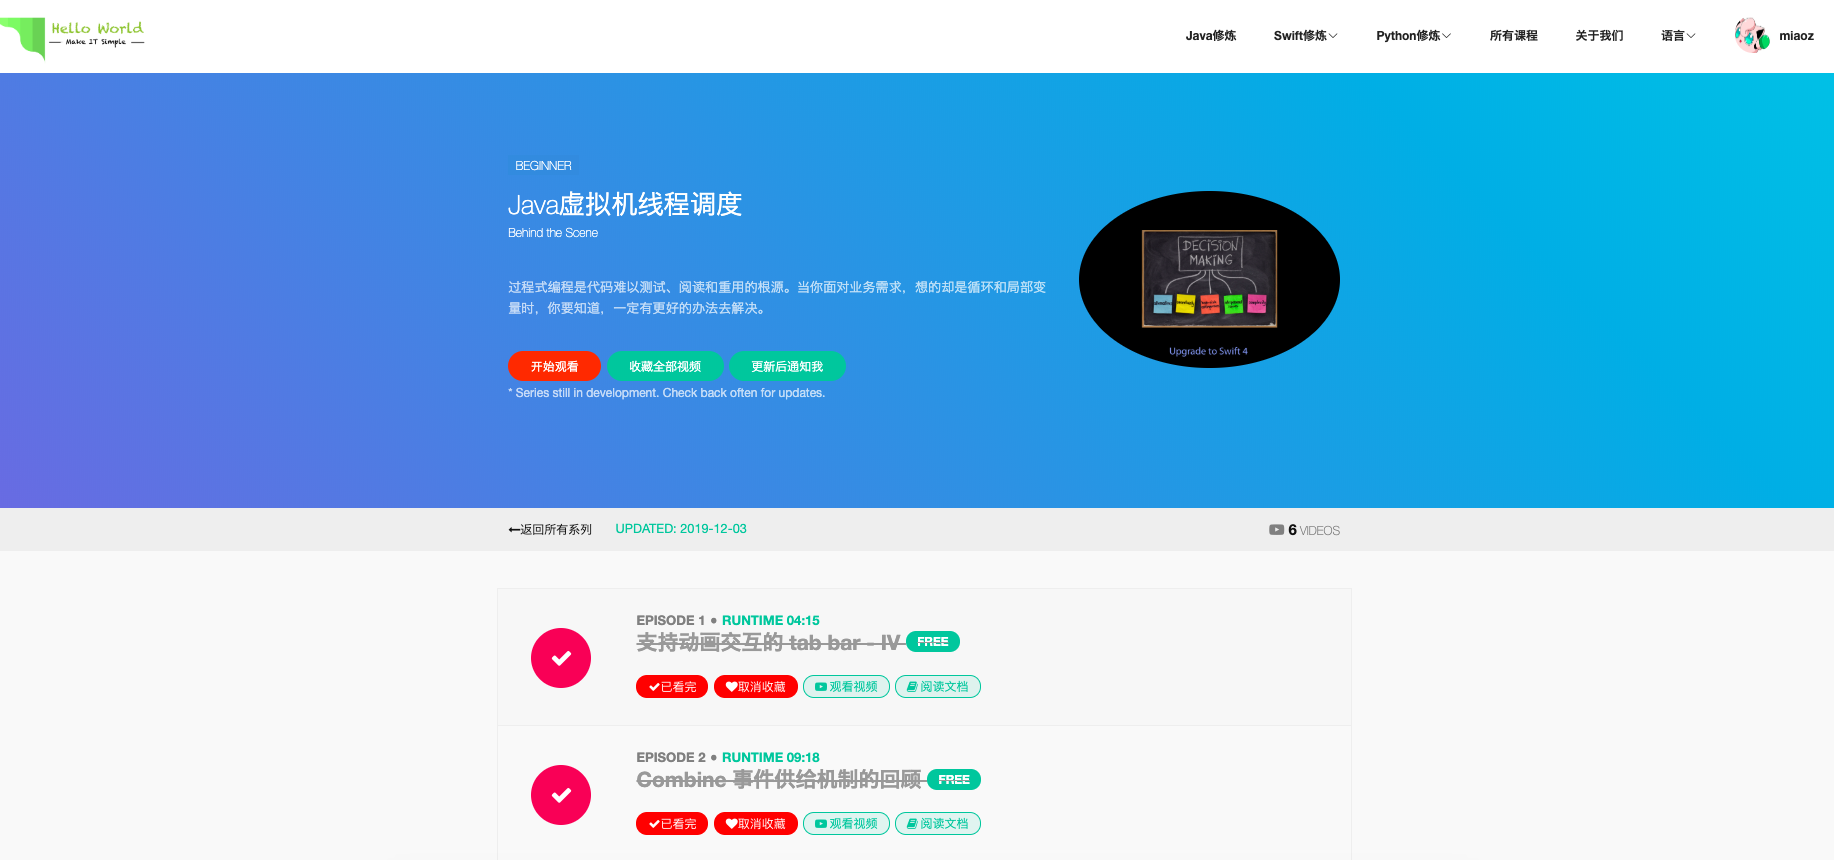 Hello World
Make IT Simple
Java修炼 Swift修炼 Python修炼 所有课程 关于我们 语言 miaoz
BEGINNER
Java虚拟机线程调度
Behind the Scene
过程式编程是代码难以测试、阅读和重用的根源。当你面对业务需求，想的却是循环和局部变
量时，你要知道，一定有更好的办法去解决。
开始观看 收藏全部视频 更新后通知我
* Series still in development. Check back often for updates.
DECISION
MAKING
Upgrade to Swift 4
返回所有系列 UPDATED: 2019-12-03 6 VIDEOS
EPISODE 1 • RUNTIME 04:15
支持动画交互的 tab bar - IV FREE
已看完 取消收藏 观看视频 阅读文档
EPISODE 2 • RUNTIME 09:18
Combine 事件供给机制的回顾 FREE
已看完 取消收藏 观看视频 阅读文档